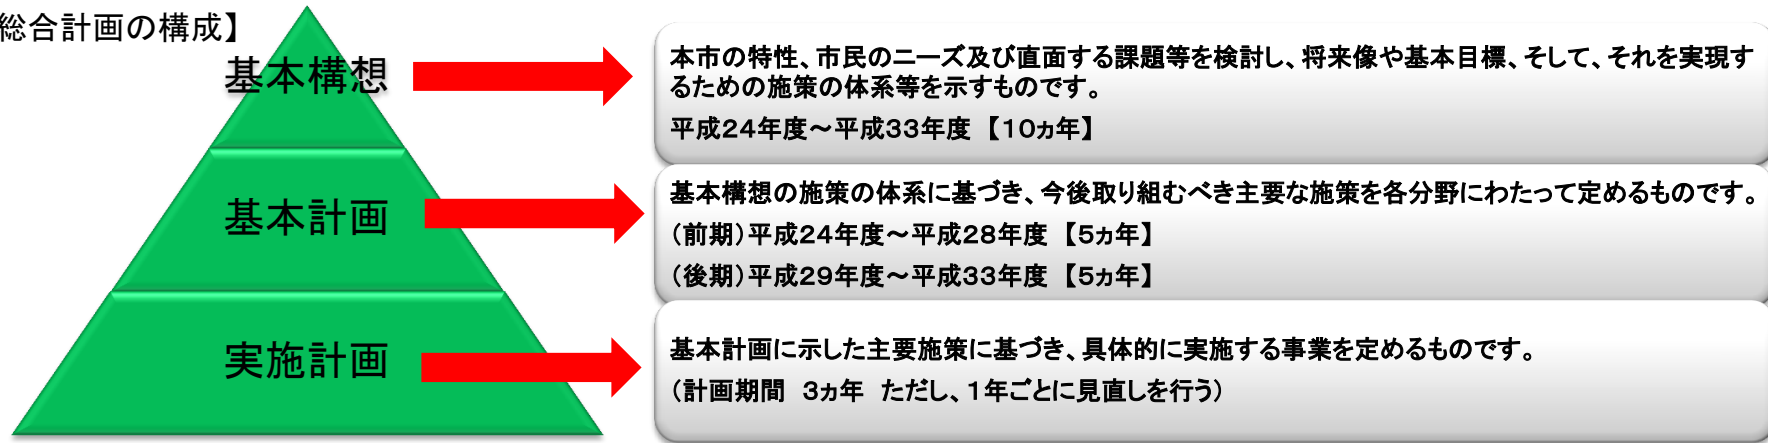 総合計画の構成】
基本構想
本市の特性、市民のニーズ及び直面する課題等を検討し、将来像や基本目標、そして、それを実現す
るための施策の体系等を示すものです。
平成24年度～平成33年度 【10ヵ年】
基本計画
基本構想の施策の体系に基づき、今後取り組むべき主要な施策を各分野にわたって定めるものです。
(前期)平成24年度～平成28年度 【5ヵ年】
(後期)平成29年度～平成33年度 【5ヵ年】
実施計画
基本計画に示した主要施策に基づき、具体的に実施する事業を定めるものです。
(計画期間 3ヵ年 ただし、1年ごとに見直しを行う)